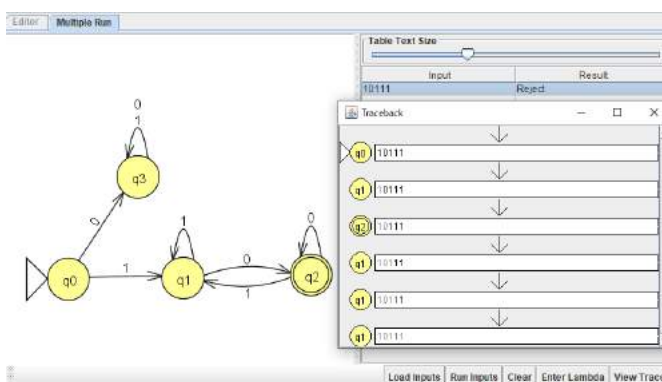 Editor Multiple Run
Table Text Size
Input Result
10111 Reject
Traceback
q0 10111
q1 10111
q2 10111
q1 10111
q1 10111
q1 10111
0
1
q3
0
q0
1
1
q1
0
1
0
q2
Load Inputs Run Inputs Clear Enter Lambda View Trace